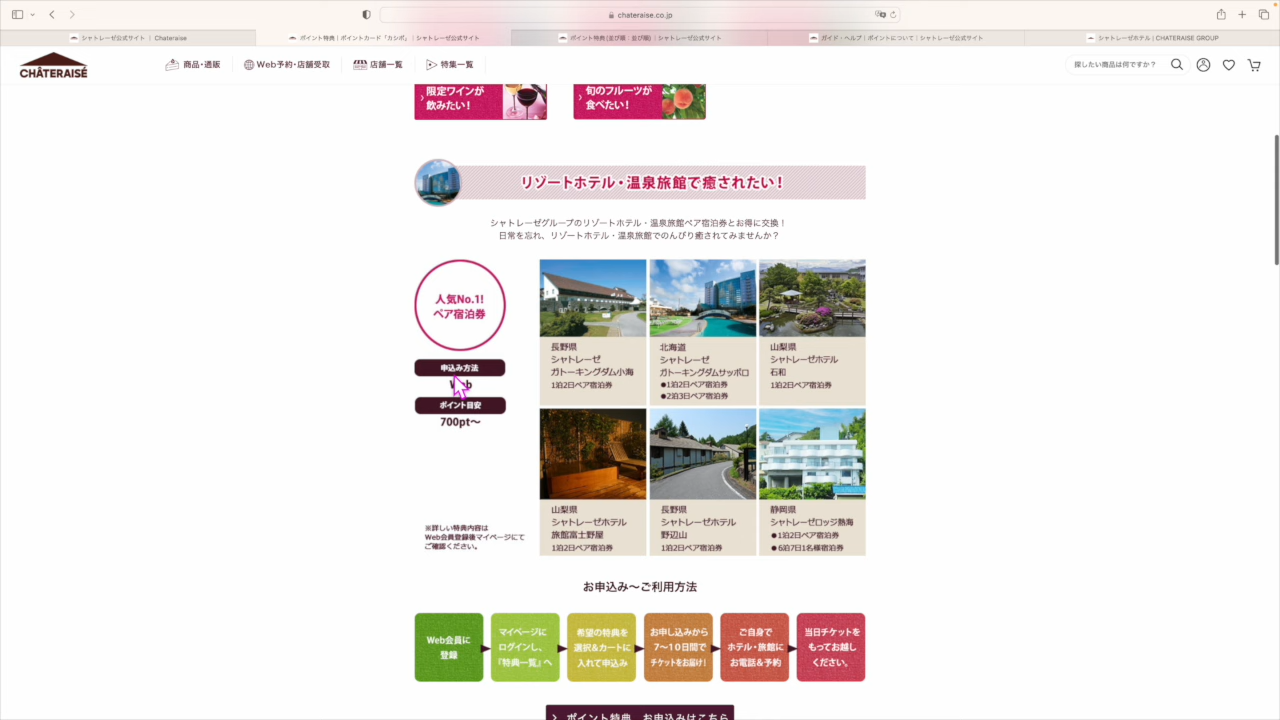 chateraise.co.jp
シャトレーゼ公式サイト | Chateraise
ポイント特典 | ポイントカード「カシポ」 | シャトレーゼ公式サイト
ポイント特典 (並び順：並び順) | シャトレーゼ公式サイト
ガイド・ヘルプ | ポイントについて | シャトレーゼ公式サイト
シャトレーゼホテル | CHATERAISE GROUP
CHÂTERAISÉ
商品・通販
Web予約・店舗受取
店舗一覧
特集一覧
探したい商品は何ですか？
限定ワインが
飲みたい！
旬のフルーツが
食べたい！
リゾートホテル・温泉旅館で癒されたい！
シャトレーゼグループのリゾートホテル・温泉旅館ペア宿泊券とお得に交換！
日常を忘れ、リゾートホテル・温泉旅館でのんびり癒されてみませんか？
人気No.1!
ペア宿泊券
申込み方法
Web
ポイント目安
700pt〜
※詳しい特典内容は
Web会員登録後マイページにて
ご確認ください。
長野県
シャトレーゼ
ガトーキングダム小海
1泊2日ペア宿泊券
北海道
シャトレーゼ
ガトーキングダムサッポロ
●1泊2日ペア宿泊券
●2泊3日ペア宿泊券
山梨県
シャトレーゼホテル
石和
1泊2日ペア宿泊券
山梨県
シャトレーゼホテル
旅館富士野屋
1泊2日ペア宿泊券
長野県
シャトレーゼホテル
野辺山
1泊2日ペア宿泊券
静岡県
シャトレーゼロッジ熱海
●1泊2日ペア宿泊券
●6泊7日1名様宿泊券
お申込み〜ご利用方法
Web会員に
登録
マイページに
ログインし、
『特典一覧』へ
希望の特典を
選択&カートに
入れて申込み
お申し込みから
7〜10日間で
チケットをお届け！
ご自身で
ホテル・旅館に
お電話&予約
当日チケットを
もってお越し
ください。
ポイント特典 お申込みはこちら